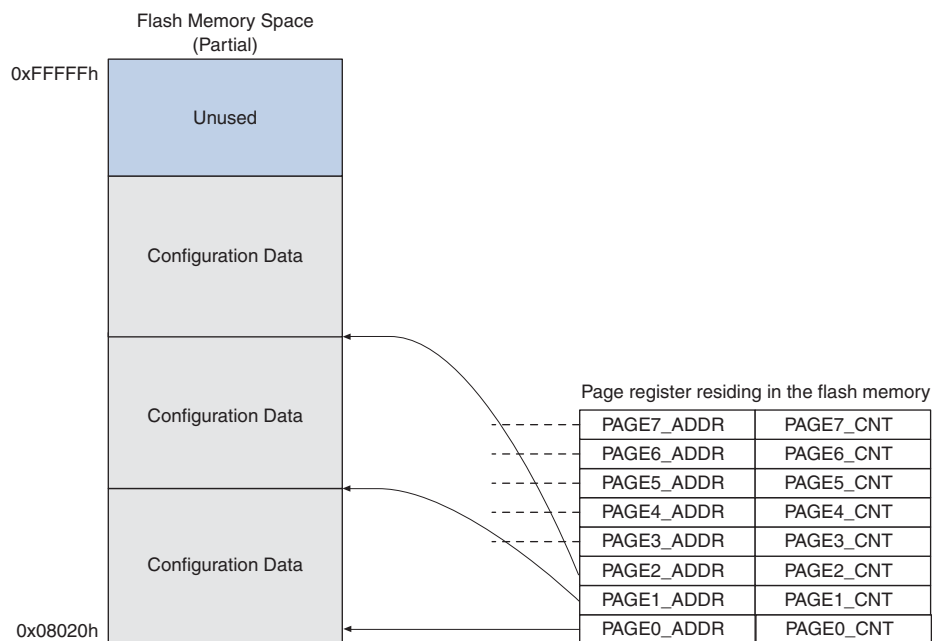 Flash Memory Space
(Partial)
0xFFFFFh
Unused
Configuration Data
Configuration Data
Configuration Data
0x08020h
Page register residing in the flash memory
PAGE7_ADDR PAGE7_CNT
PAGE6_ADDR PAGE6_CNT
PAGE5_ADDR PAGE5_CNT
PAGE4_ADDR PAGE4_CNT
PAGE3_ADDR PAGE3_CNT
PAGE2_ADDR PAGE2_CNT
PAGE1_ADDR PAGE1_CNT
PAGE0_ADDR PAGE0_CNT